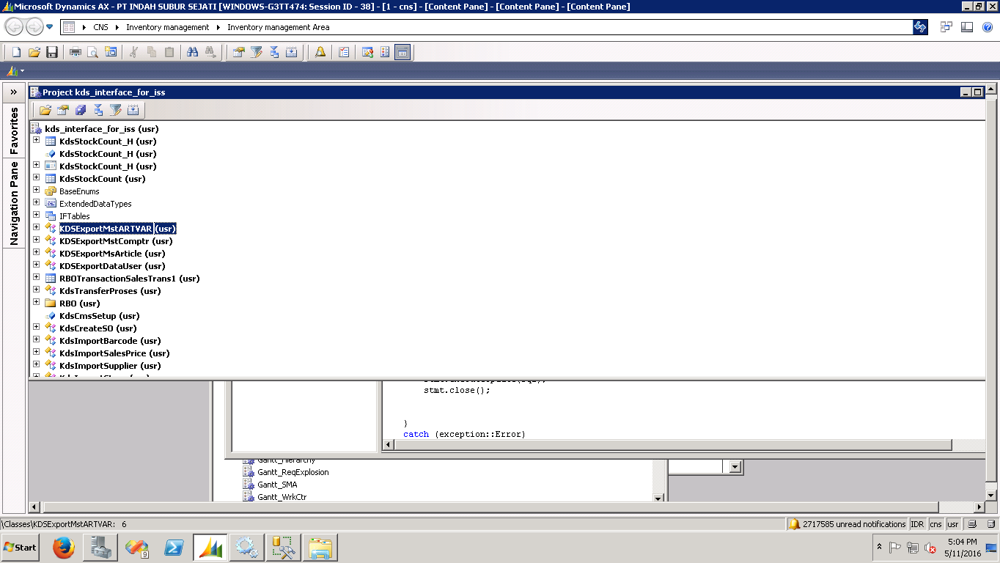 Microsoft Dynamics AX - PT INDAH SUBUR SEJATI [WINDOWS-G3TT474: Session ID - 38] - [1 - cns] - [Content Pane] - [Content Pane] - [Content Pane]
CNS Inventory management Inventory management Area
Project kds_interface_for_iss
Favorites
Navigation Pane
kds_interface_for_iss (usr)
KdsStockCount_H (usr)
KdsStockCount_H (usr)
KdsStockCount_H (usr)
KdsStockCount (usr)
BaseEnums
ExtendedDataTypes
IFTables
KDSExportMstARTVAR (usr)
KDSExportMstComptr (usr)
KDSExportMsArticle (usr)
KDSExportDataUser (usr)
RBOTransactionSalesTrans1 (usr)
KdsTransferProses (usr)
RBO (usr)
KdsCmsSetup (usr)
KdsCreateSO (usr)
KdsImportBarcode (usr)
KdsImportSalesPrice (usr)
KdsImportSupplier (usr)
stmt.close();
}
catch (exception::Error)
Gantt_Hierarchy
Gantt_ReqExplosion
Gantt_SMA
Gantt_WrkCtr
\Classes\KDSExportMstARTVAR: 6
2717585 unread notifications IDR cns usr
Start
9
5:04 PM
5/11/2016